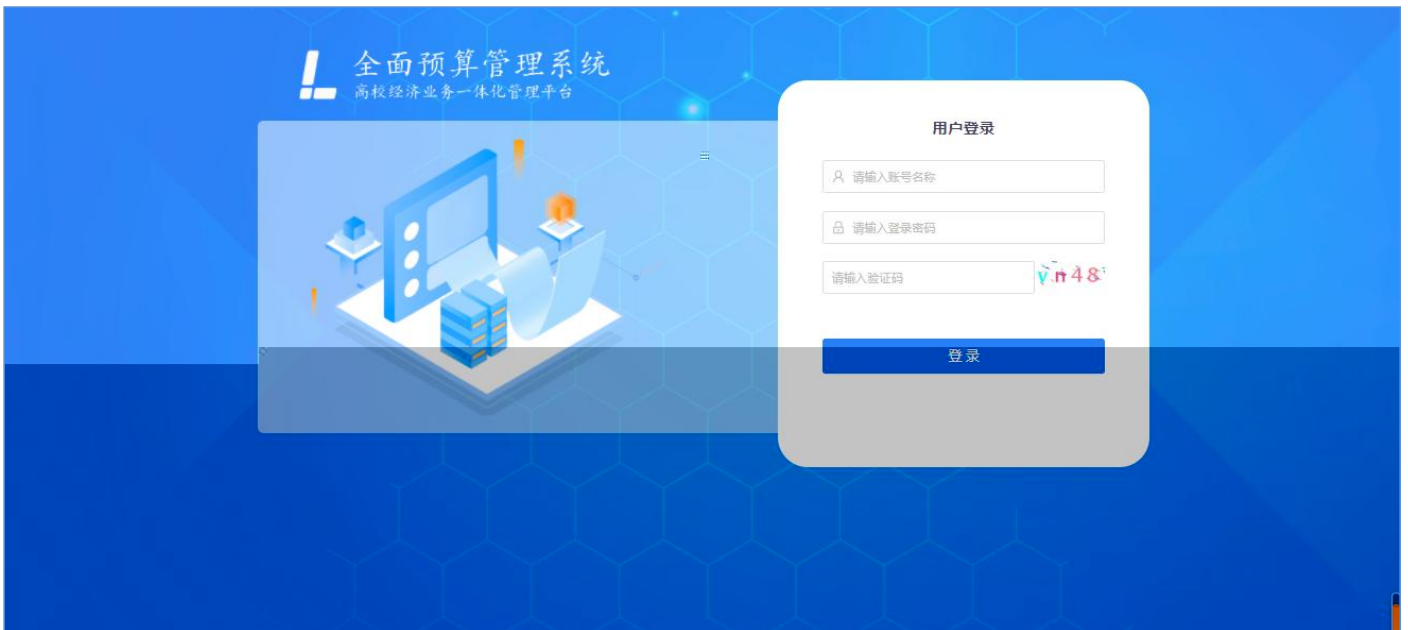 全面预算管理系统
高校经济业务一体化管理平台
用户登录
请输入账号名称
请输入登录密码
请输入验证码
yn48
登录